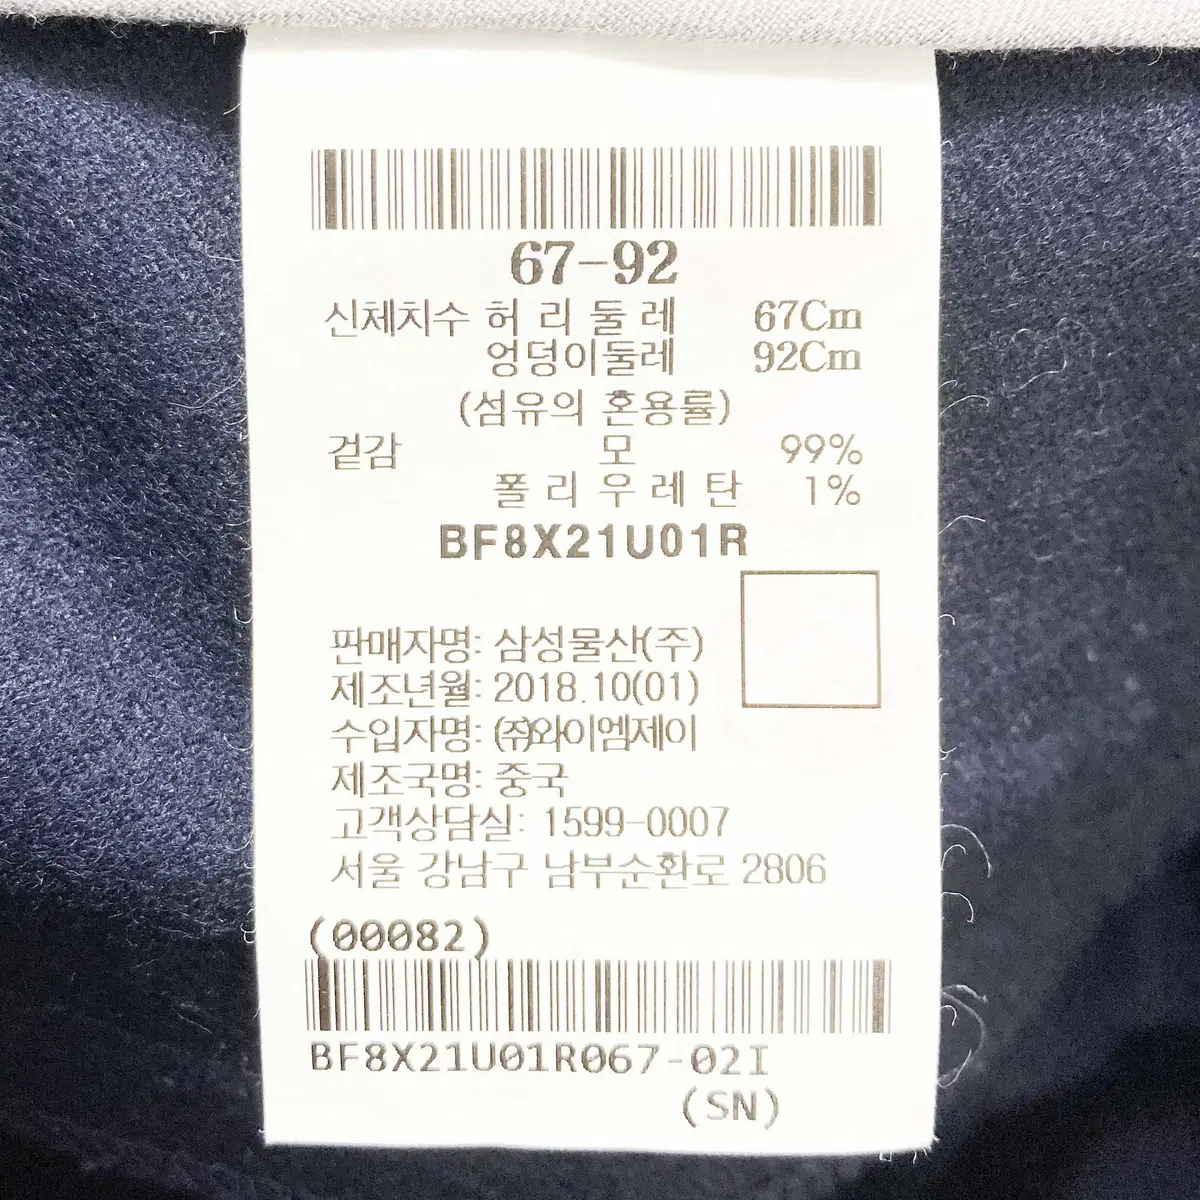 67-92
신체치수 허 리 둘 레 67Cm
엉덩이둘레 92Cm
(섬유의 혼용률)
겉감 모 99%
폴 리 우 레 탄 1%
BF8X21U01R
판매자명: 삼성물산(주)
제조년월: 2018.10(01)
수입자명: (주)와이엠제이
제조국명: 중국
고객상담실: 1599-0007
서울 강남구 남부순환로 2806
(00082)
BF8X21U01R067-02I
(SN)